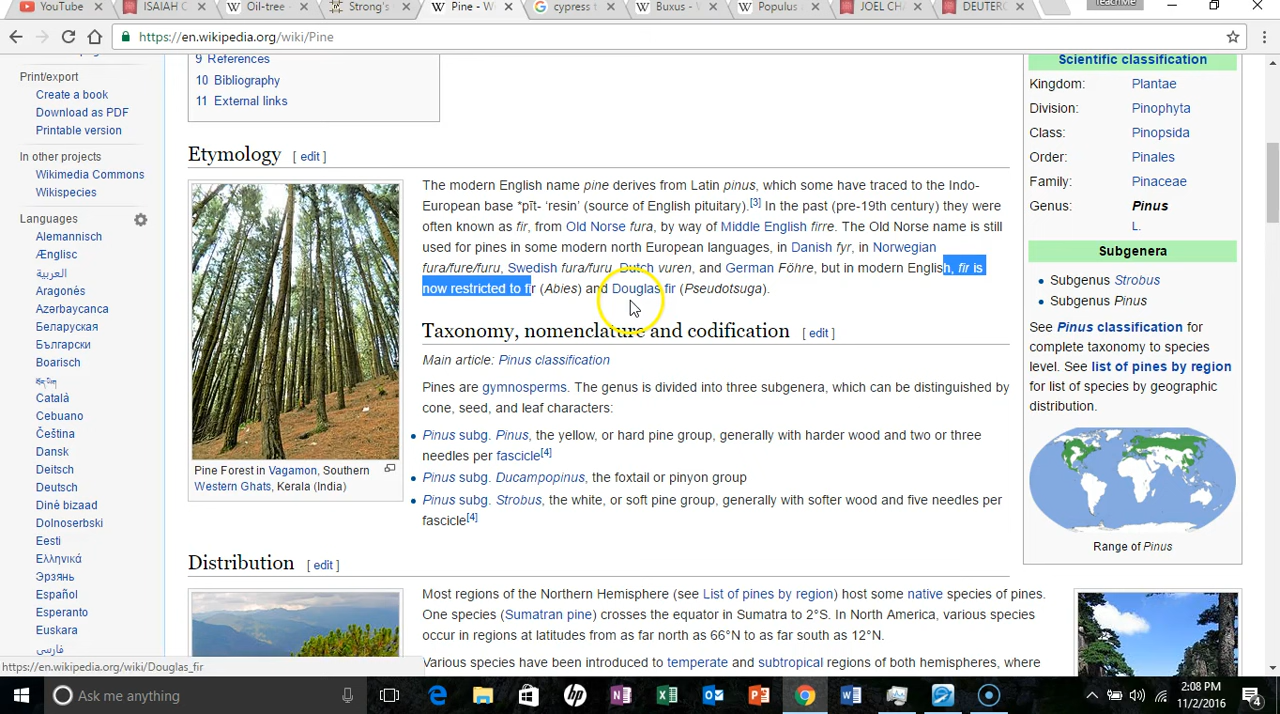 YouTube
ISAIAH C
Oil-tree -
Strong's
Pine - W
cypress t
Buxus - W
Populus
JOEL CHA
DEUTER
TeachMe
https://en.wikipedia.org/wiki/Pine
Print/export
Create a book
Download as PDF
Printable version
In other projects
Wikimedia Commons
Wikispecies
Languages
Alemannisch
Ænglisc
العربية
Aragonés
Azərbaycanca
Башҡортса
Беларуская
Български
Boarisch
བོད་ཡིག
Català
Cebuano
Čeština
Dansk
Deitsch
Deutsch
Diné bizaad
Dolnoserbski
Eesti
Ελληνικά
Эрзянь
Español
Esperanto
Euskara
فارسی
9 References
10 Bibliography
11 External links
Etymology [ edit ]
The modern English name pine derives from Latin pinus, which some have traced to the Indo-
European base *pīt- ‘resin’ (source of English pituitary).[3] In the past (pre-19th century) they were
often known as fir, from Old Norse fura, by way of Middle English firre. The Old Norse name is still
used for pines in some modern north European languages, in Danish fyr, in Norwegian
fura/fure/furu, Swedish fura/furu, Dutch vuren, and German Föhre, but in modern English, fir is
now restricted to fir (Abies) and Douglas fir (Pseudotsuga).
Pine Forest in Vagamon, Southern
Western Ghats, Kerala (India)
Taxonomy, nomenclature and codification [ edit ]
Main article: Pinus classification
Pines are gymnosperms. The genus is divided into three subgenera, which can be distinguished by
cone, seed, and leaf characters:
Pinus subg. Pinus, the yellow, or hard pine group, generally with harder wood and two or three
needles per fascicle[4]
Pinus subg. Ducampopinus, the foxtail or pinyon group
Pinus subg. Strobus, the white, or soft pine group, generally with softer wood and five needles per
fascicle[4]
Distribution [ edit ]
Most regions of the Northern Hemisphere (see List of pines by region) host some native species of pines.
One species (Sumatran pine) crosses the equator in Sumatra to 2°S. In North America, various species
occur in regions at latitudes from as far north as 66°N to as far south as 12°N.
Various species have been introduced to temperate and subtropical regions of both hemispheres, where
Scientific classification
Kingdom: Plantae
Division: Pinophyta
Class: Pinopsida
Order: Pinales
Family: Pinaceae
Genus: Pinus
L.
Subgenera
Subgenus Strobus
Subgenus Pinus
See Pinus classification for
complete taxonomy to species
level. See list of pines by region
for list of species by geographic
distribution.
Range of Pinus
https://en.wikipedia.org/wiki/Douglas_fir
Ask me anything
2:08 PM
11/2/2016
4